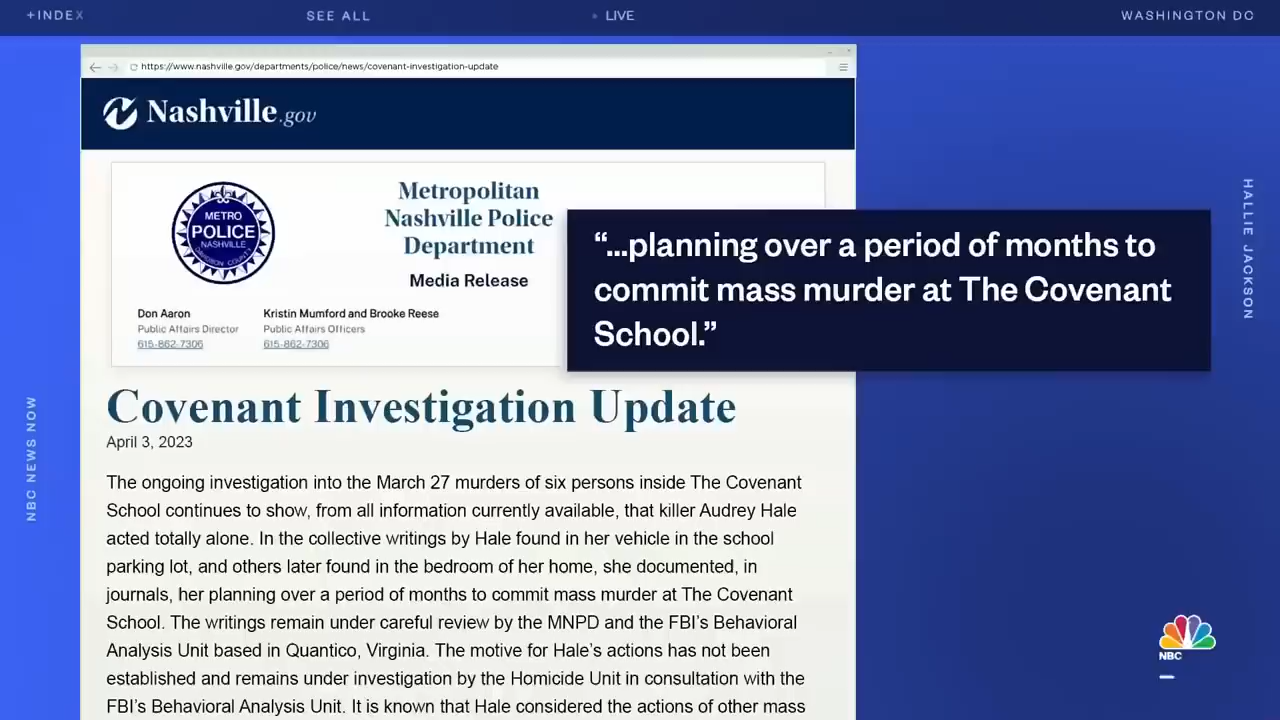 +INDEX
SEE ALL
LIVE
WASHINGTON DC
https://www.nashville.gov/departments/police/news/covenant-investigation-update
Nashville.gov
METRO
POLICE
NASHVILLE
Metropolitan
Nashville Police
Department
Media Release
Don Aaron
Public Affairs Director
615-862-7306
Kristin Mumford and Brooke Reese
Public Affairs Officers
615-862-7306
“...planning over a period of months to
commit mass murder at The Covenant
School.”
HALLIE JACKSON
NBC NEWS NOW
Covenant Investigation Update
April 3, 2023
The ongoing investigation into the March 27 murders of six persons inside The Covenant
School continues to show, from all information currently available, that killer Audrey Hale
acted totally alone. In the collective writings by Hale found in her vehicle in the school
parking lot, and others later found in the bedroom of her home, she documented, in
journals, her planning over a period of months to commit mass murder at The Covenant
School. The writings remain under careful review by the MNPD and the FBI’s Behavioral
Analysis Unit based in Quantico, Virginia. The motive for Hale’s actions has not been
established and remains under investigation by the Homicide Unit in consultation with the
FBI’s Behavioral Analysis Unit. It is known that Hale considered the actions of other mass
NBC